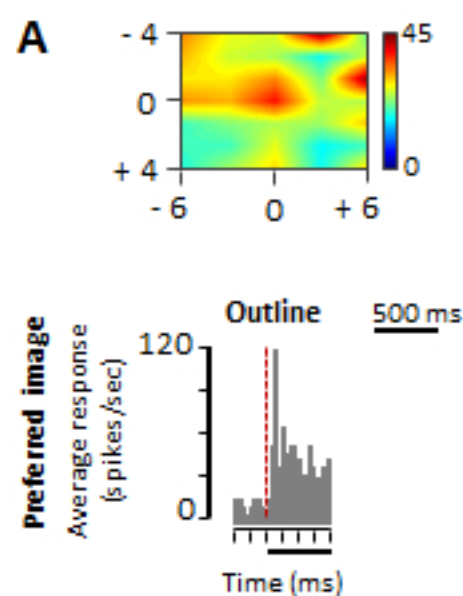 A
- 4
0
+ 4
- 6
0
+ 6
45
0
Outline
500 ms
Preferred image
Average response
(spikes/sec)
120
0
Time (ms)